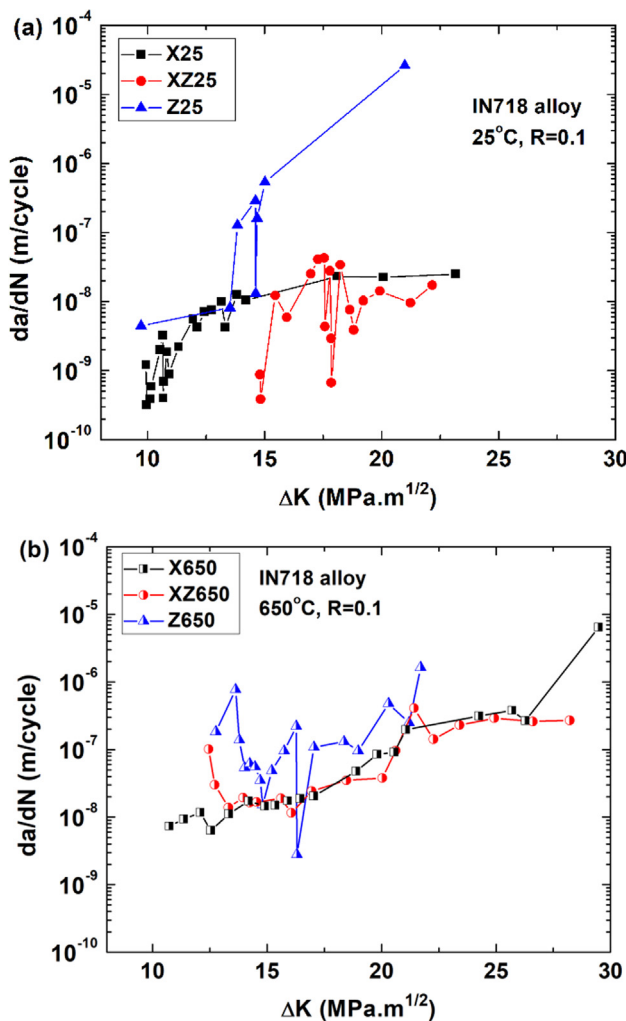 (a)
10⁻⁴
10⁻⁵
10⁻⁶
10⁻⁷
10⁻⁸
10⁻⁹
10⁻¹⁰
da/dN (m/cycle)
X25
XZ25
Z25
IN718 alloy
25°C, R=0.1
10 15 20 25 30
ΔK (MPa.m¹/²)
(b)
10⁻⁴
10⁻⁵
10⁻⁶
10⁻⁷
10⁻⁸
10⁻⁹
10⁻¹⁰
da/dN (m/cycle)
X650
XZ650
Z650
IN718 alloy
650°C, R=0.1
10 15 20 25 30
ΔK (MPa.m¹/²)